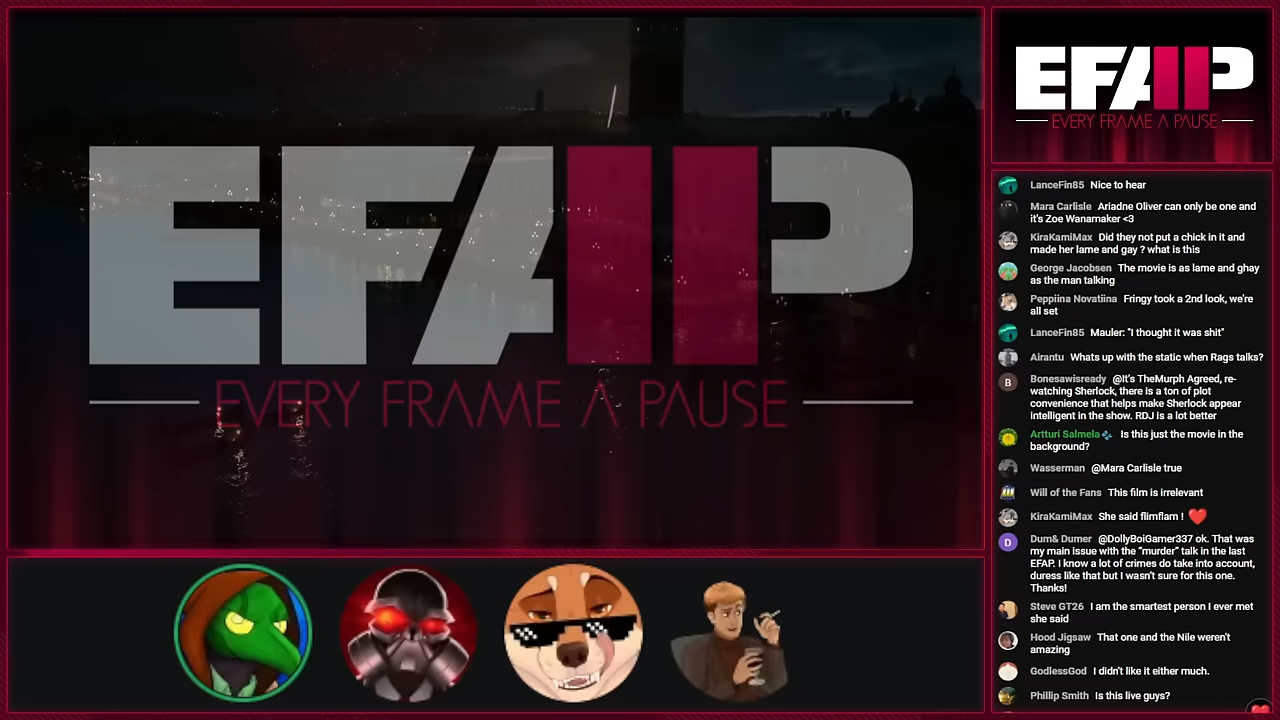 EFAP
EVERY FRAME A PAUSE
EFAP
EVERY FRAME A PAUSE
LanceFin85 Nice to hear
Mara Carlisle Ariadne Oliver can only be one and
it's Zoe Wanamaker <3
KiraKamiMax Did they not put a chick in it and
made her lame and gay ? what is this
George Jacobsen The movie is as lame and ghay
as the man talking
Peppiina Novatiina Fringy took a 2nd look, we're
all set
LanceFin85 Mauler: "I thought it was shit"
Airantu Whats up with the static when Rags talks?
B Bonesawisready @It's TheMurph Agreed, re-
watching Sherlock, there is a ton of plot
convenience that helps make Sherlock appear
intelligent in the show. RDJ is a lot better
Artturi Salmela Is this just the movie in the
background?
Wasserman @Mara Carlisle true
Will of the Fans This film is irrelevant
KiraKamiMax She said flimflam ! ❤️
D Dum& Dumer @DollyBoiGamer337 ok. That was
my main issue with the "murder" talk in the last
EFAP. I know a lot of crimes do take into account,
duress like that but I wasn't sure for this one.
Thanks!
Steve GT26 I am the smartest person I ever met
she said
Hood Jigsaw That one and the Nile weren't
amazing
GodlessGod I didn't like it either much.
Phillip Smith Is this live guys?